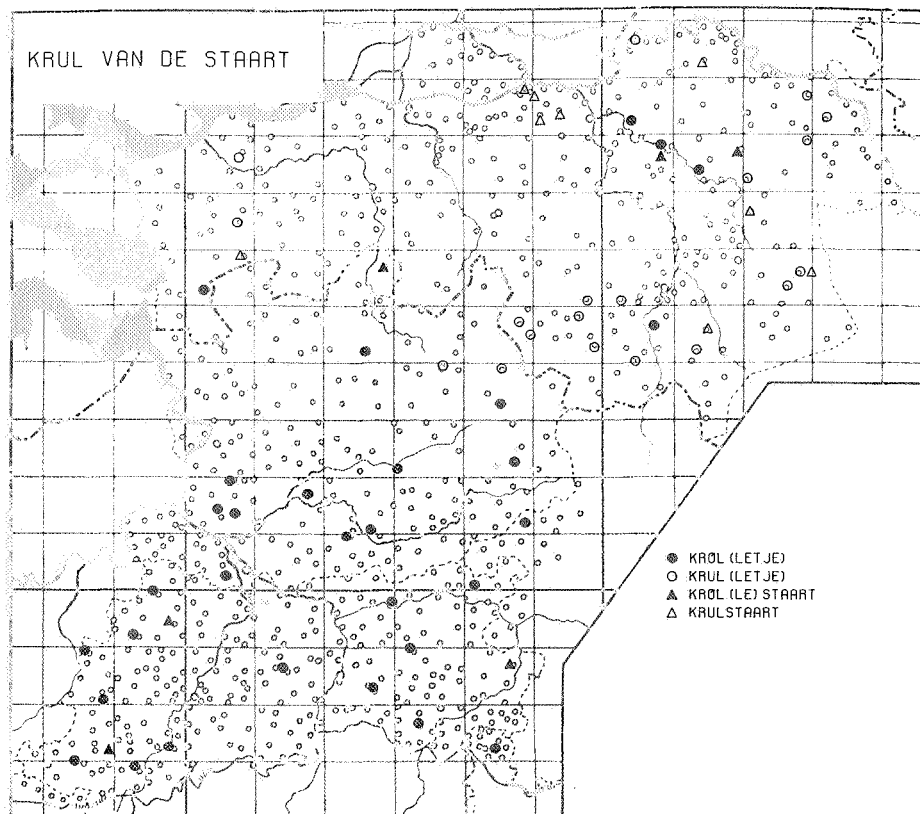 KRUL VAN DE STAART
KRØL (LETJE)
KRUL (LETJE)
KRØL (LE) STAART
KRULSTAART